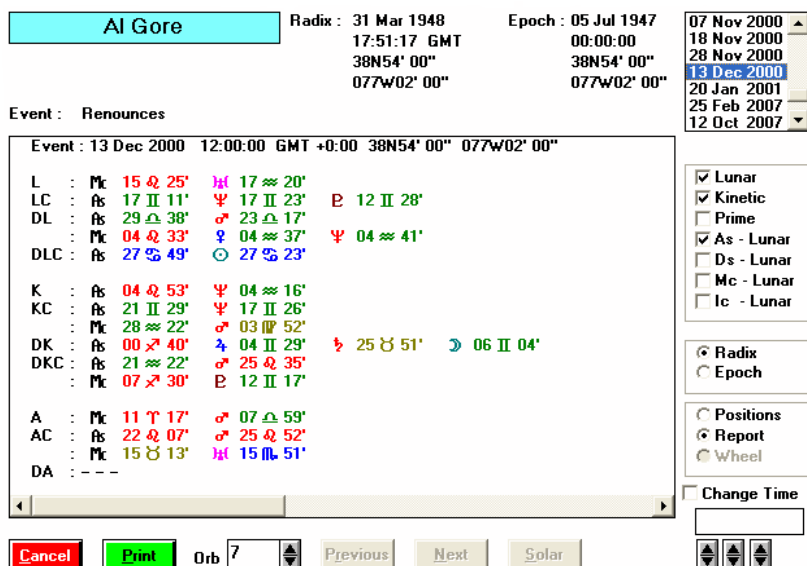 Al Gore
Radix : 31 Mar 1948
17:51:17 GMT
38N54' 00"
077W02' 00"
Epoch : 05 Jul 1947
00:00:00
38N54' 00"
077W02' 00"
07 Nov 2000
18 Nov 2000
28 Nov 2000
13 Dec 2000
20 Jan 2001
25 Feb 2007
12 Oct 2007
Event : Renounces
Event : 13 Dec 2000 12:00:00 GMT +0:00 38N54' 00" 077W02' 00"
L : Mc 15 ♌ 25' ♅ 17 ♒ 20'
LC : As 17 ♊ 11' ♆ 17 ♊ 23' ♇ 12 ♊ 28'
DL : As 29 ♎ 38' ♂ 23 ♎ 17'
: Mc 04 ♌ 33' ♀ 04 ♒ 37' ♆ 04 ♒ 41'
DLC : As 27 ♋ 49' ☉ 27 ♋ 23'
K : As 04 ♌ 53' ♆ 04 ♒ 16'
KC : As 21 ♊ 29' ♆ 17 ♊ 26'
: Mc 28 ♒ 22' ♂ 03 ♍ 52'
DK : As 00 ♐ 40' ♃ 04 ♊ 29' ♄ 25 ♉ 51' ☽ 06 ♊ 04'
DKC : As 21 ♒ 22' ♂ 25 ♌ 35'
: Mc 07 ♐ 30' ♇ 12 ♊ 17'
A : Mc 11 ♈ 17' ♂ 07 ♎ 59'
AC : As 22 ♌ 07' ♂ 25 ♌ 52'
: Mc 15 ♉ 13' ♅ 15 ♏ 51'
DA : - - -
Lunar
Kinetic
Prime
As - Lunar
Ds - Lunar
Mc - Lunar
Ic - Lunar
Radix
Epoch
Positions
Report
Wheel
Change Time
Cancel
Print
Orb 7
Previous
Next
Solar